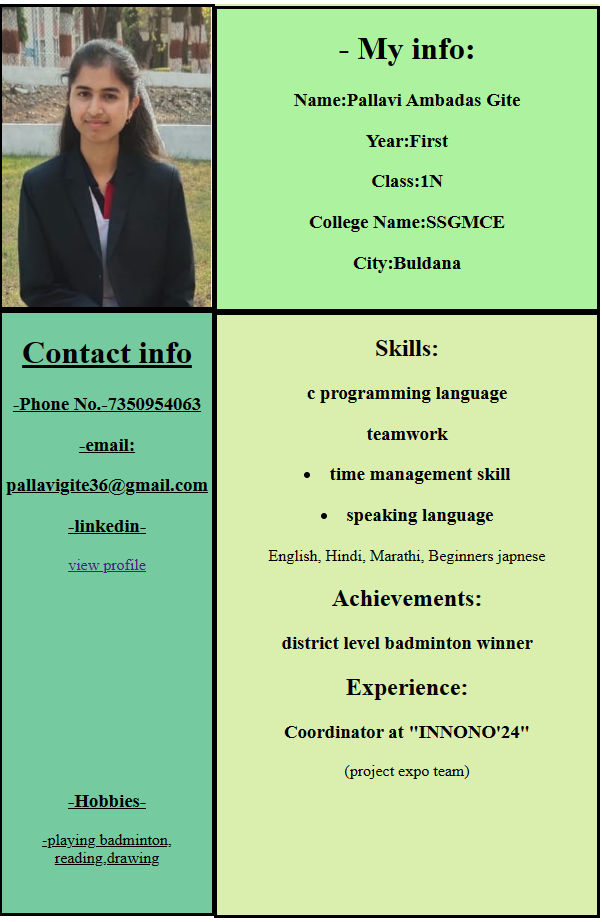 - My info:
Name:Pallavi Ambadas Gite
Year:First
Class:1N
College Name:SSGMCE
City:Buldana
Contact info
-Phone No.-7350954063
-email:
pallavigite36@gmail.com
-linkedin-
view profile
-Hobbies-
-playing badminton,
reading,drawing
Skills:
c programming language
teamwork
• time management skill
• speaking language
English, Hindi, Marathi, Beginners japnese
Achievements:
district level badminton winner
Experience:
Coordinator at "INNONO'24"
(project expo team)